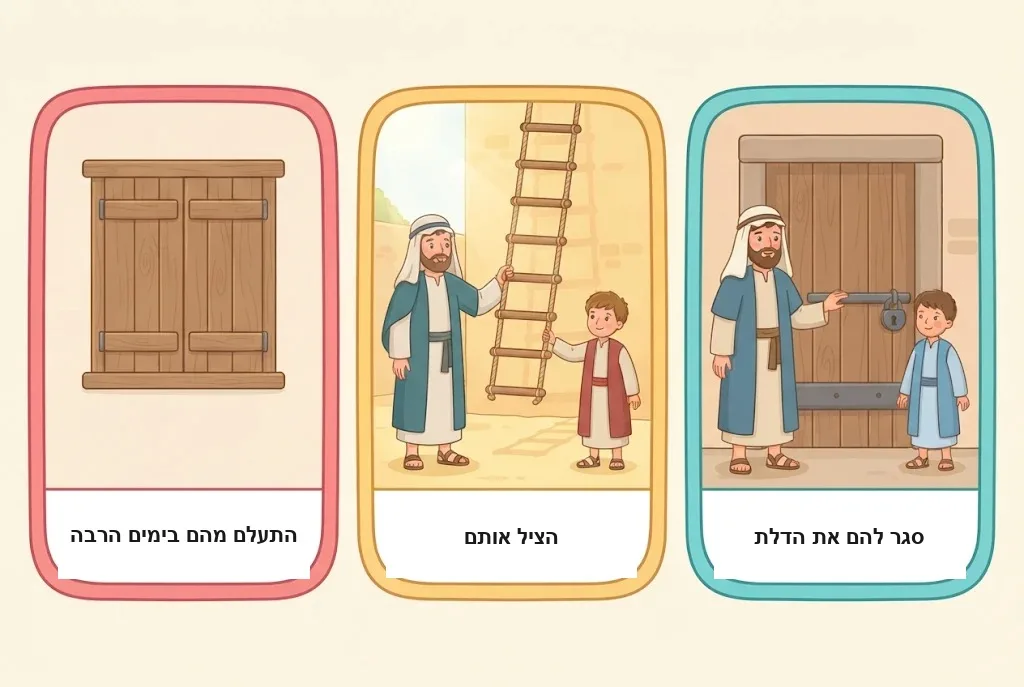 סגר להם את הדלת
הציל אותם
התעלם מהם בימים הרבה